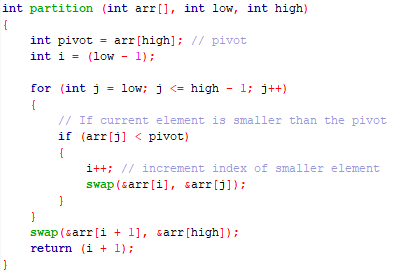 int partition (int arr[], int low, int high)
{
    int pivot = arr[high]; // pivot
    int i = (low - 1);
    for (int j = low; j <= high - 1; j++)
    {
        // If current element is smaller than the pivot
        if (arr[j] < pivot)
        {
            i++; // increment index of smaller element
            swap(&arr[i], &arr[j]);
        }
    }
    swap(&arr[i + 1], &arr[high]);
    return (i + 1);
}